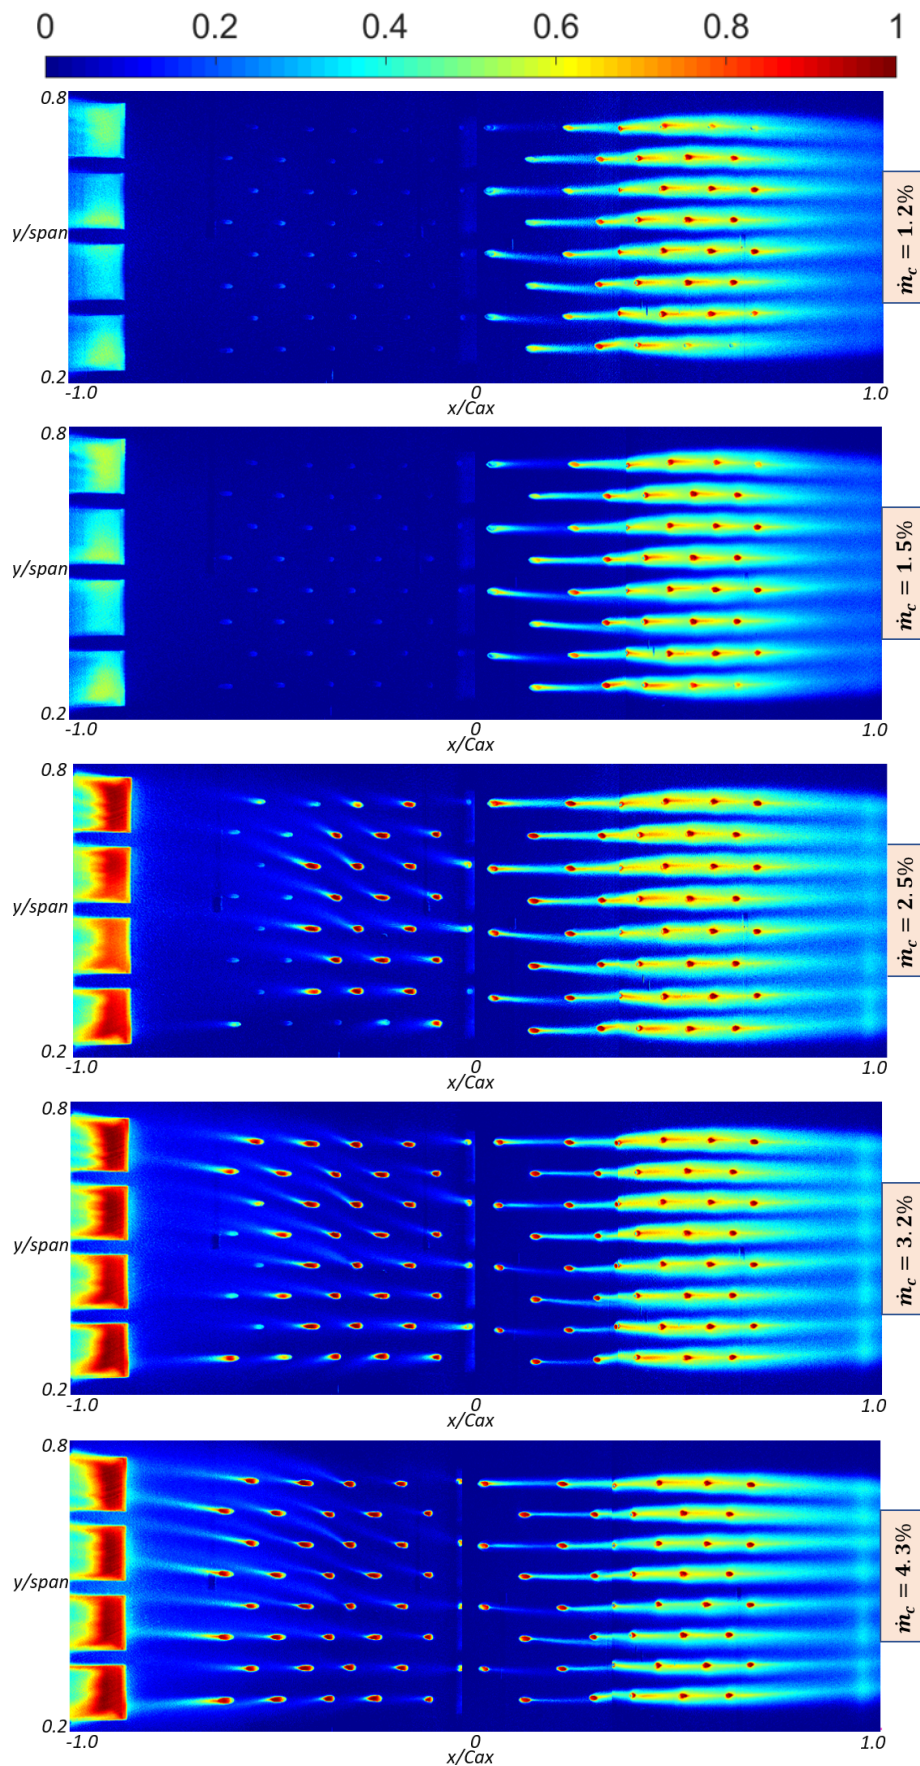 0 0.2 0.4 0.6 0.8 1
0.8
y/span
0.2
-1.0 0 1.0
x/Cax
ṁc = 1.2%
0.8
y/span
0.2
-1.0 0 1.0
x/Cax
ṁc = 1.5%
0.8
y/span
0.2
-1.0 0 1.0
x/Cax
ṁc = 2.5%
0.8
y/span
0.2
-1.0 0 1.0
x/Cax
ṁc = 3.2%
0.8
y/span
0.2
-1.0 0 1.0
x/Cax
ṁc = 4.3%